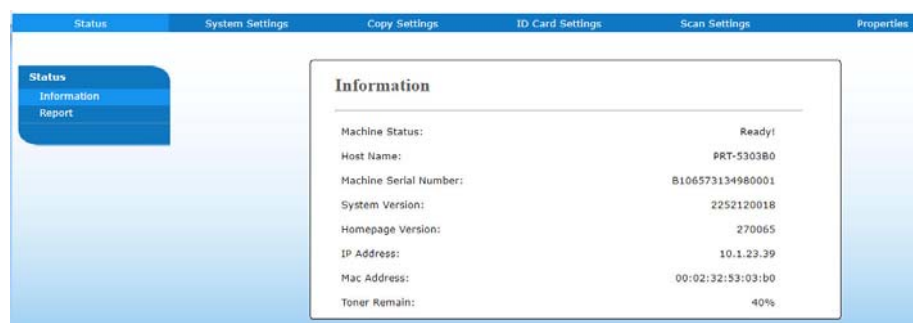 Status System Settings Copy Settings ID Card Settings Scan Settings Properties
Status
Information
Report
Information
Machine Status: Ready!
Host Name: PRT-5303B0
Machine Serial Number: B106573134980001
System Version: 2252120018
Homepage Version: 270065
IP Address: 10.1.23.39
Mac Address: 00:02:32:53:03:b0
Toner Remain: 40%